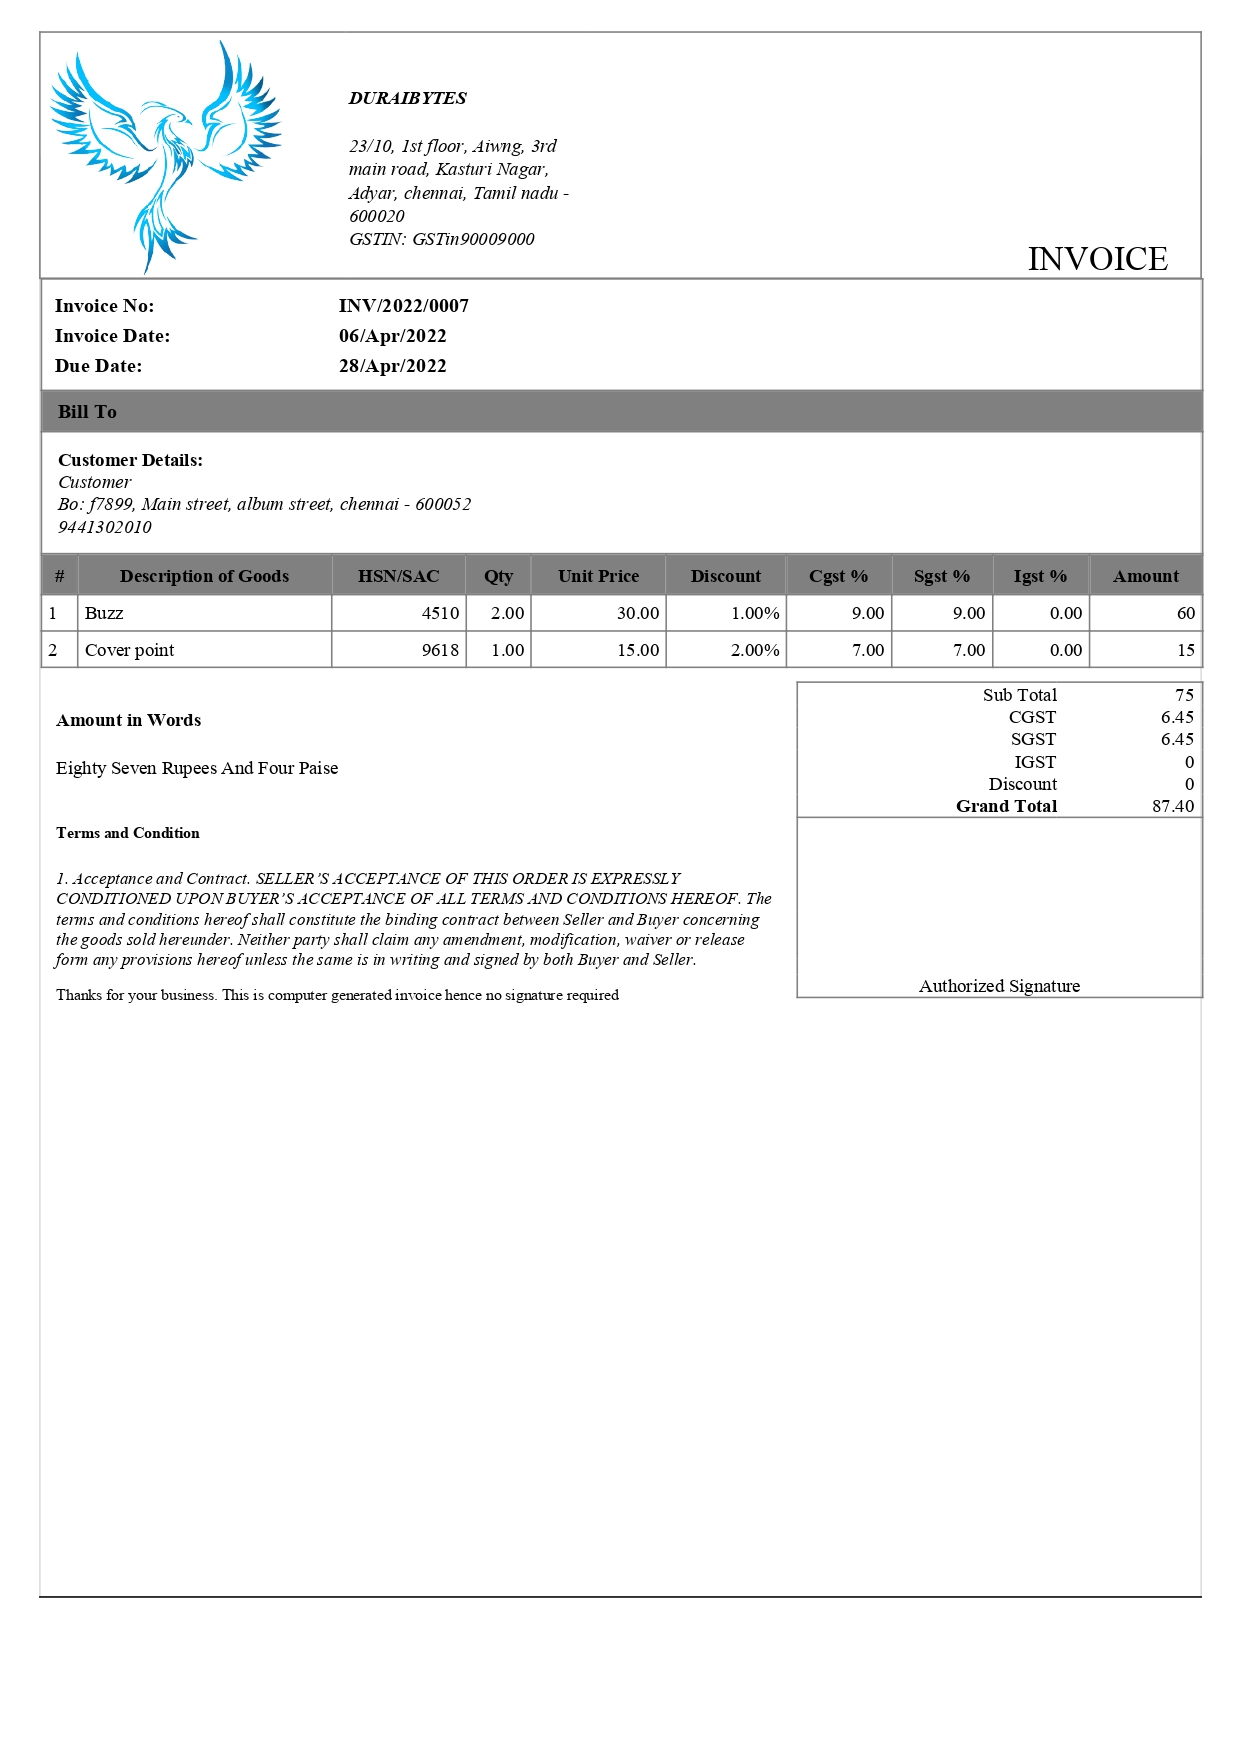 DURAIBYTES
23/10, 1st floor, Aiwng, 3rd
main road, Kasturi Nagar,
Adyar, chennai, Tamil nadu -
600020
GSTIN: GSTin90009000
INVOICE
Invoice No: INV/2022/0007
Invoice Date: 06/Apr/2022
Due Date: 28/Apr/2022
Bill To
Customer Details:
Customer
Bo: f7899, Main street, album street, chennai - 600052
9441302010
# Description of Goods HSN/SAC Qty Unit Price Discount Cgst % Sgst % Igst % Amount
1 Buzz 4510 2.00 30.00 1.00% 9.00 9.00 0.00 60
2 Cover point 9618 1.00 15.00 2.00% 7.00 7.00 0.00 15
Sub Total 75
CGST 6.45
SGST 6.45
IGST 0
Discount 0
Grand Total 87.40
Amount in Words
Eighty Seven Rupees And Four Paise
Terms and Condition
1. Acceptance and Contract. SELLER'S ACCEPTANCE OF THIS ORDER IS EXPRESSLY
CONDITIONED UPON BUYER'S ACCEPTANCE OF ALL TERMS AND CONDITIONS HEREOF. The
terms and conditions hereof shall constitute the binding contract between Seller and Buyer concerning
the goods sold hereunder. Neither party shall claim any amendment, modification, waiver or release
form any provisions hereof unless the same is in writing and signed by both Buyer and Seller.
Thanks for your business. This is computer generated invoice hence no signature required
Authorized Signature